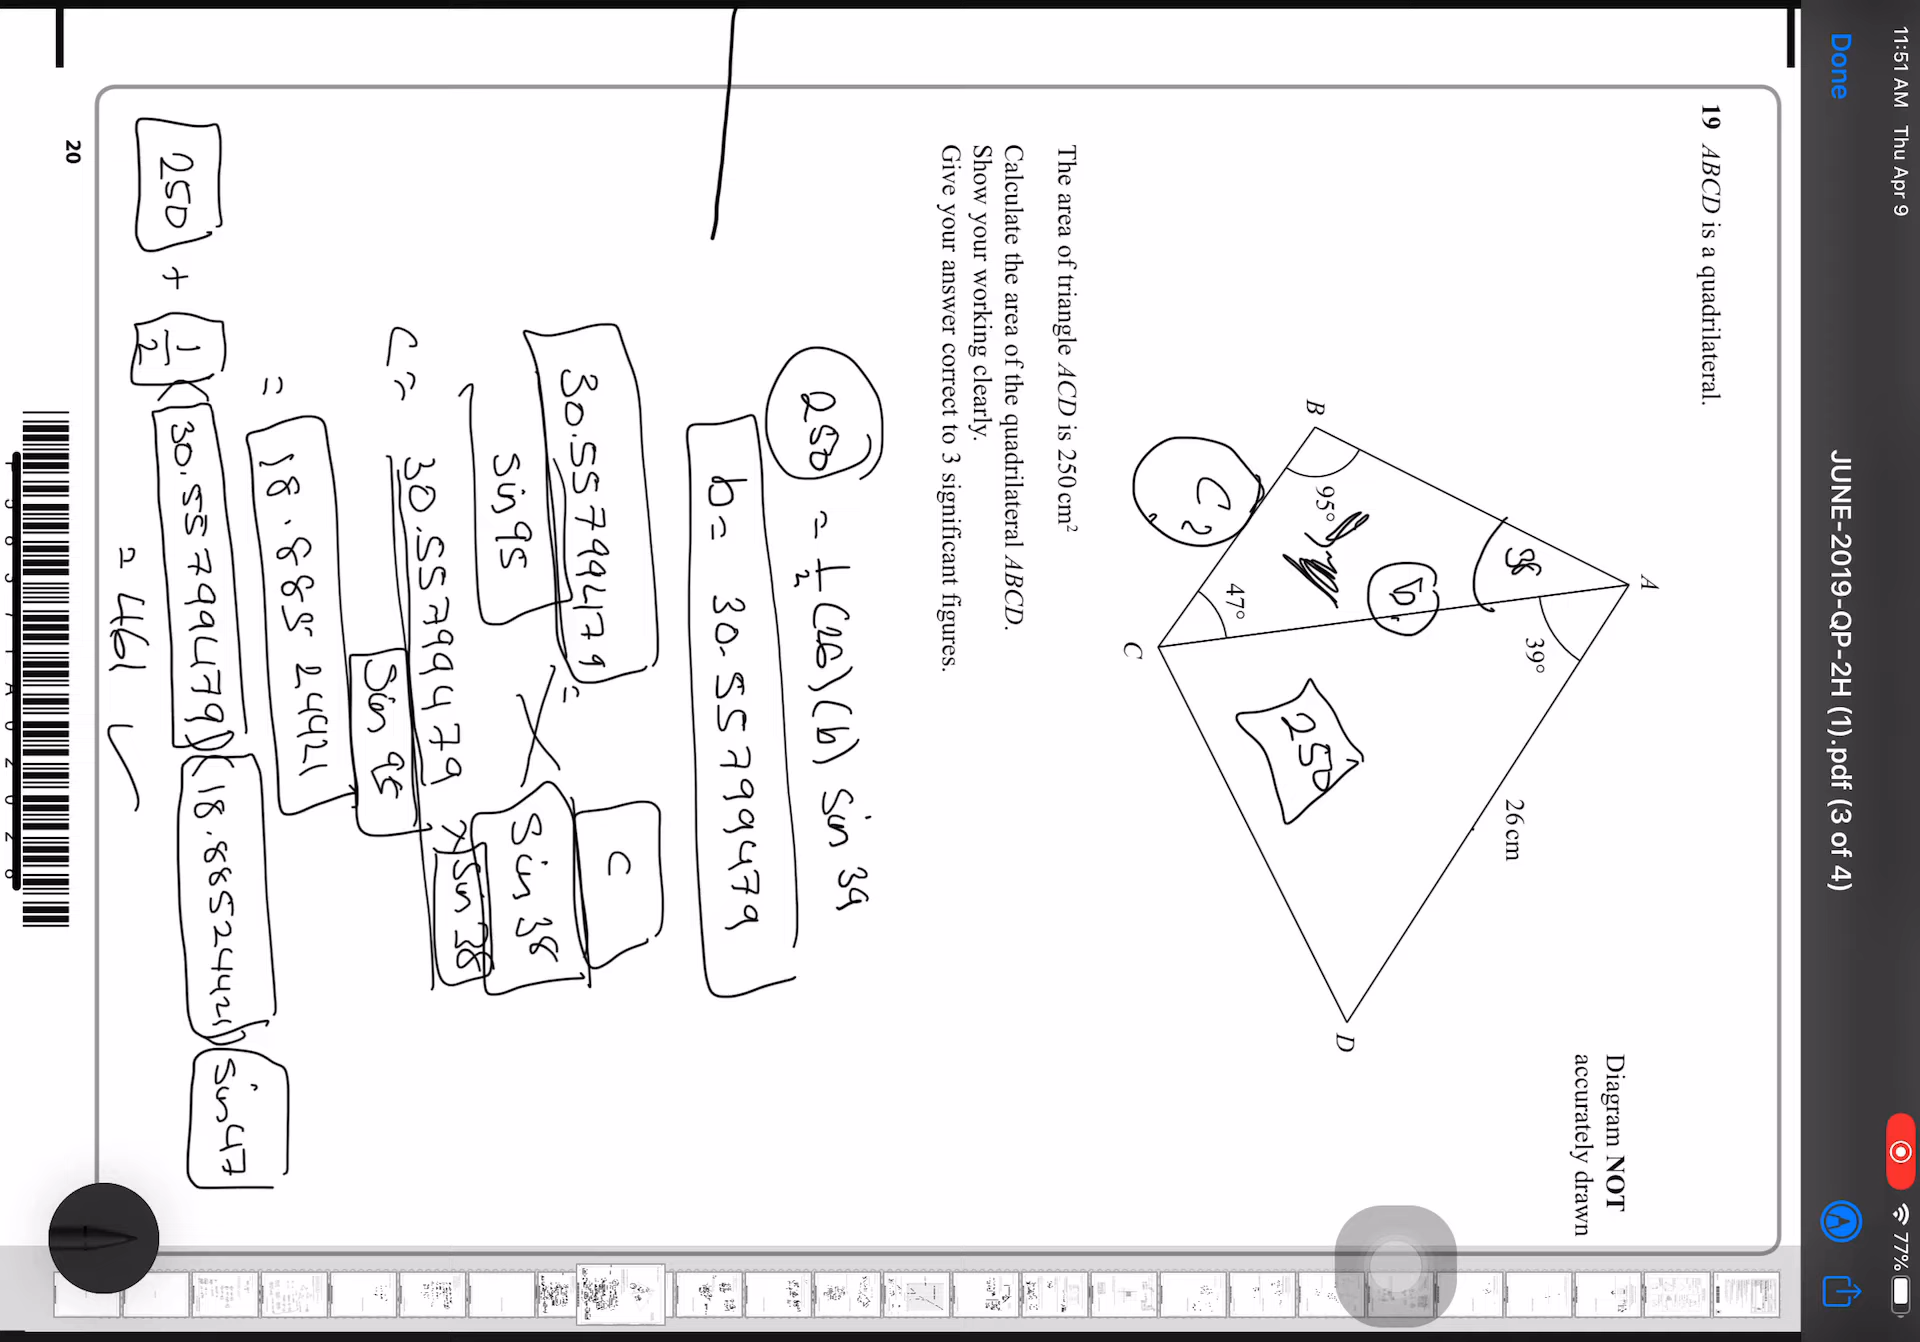 11:51 AM Thu Apr 9
77%
Done
JUNE-2019-QP-2H (1).pdf (3 of 4)
19 ABCD is a quadrilateral.
Diagram NOT
accurately drawn
A
38
39°
26 cm
b
B
95°
250
C
47°
C
D
The area of triangle ACD is 250 cm²
Calculate the area of the quadrilateral ABCD.
Show your working clearly.
Give your answer correct to 3 significant figures.
250 = 1/2 (26)(b) sin 39
b = 30.55799479
30.55799479 = C
sin 95 sin 38
C = 30.55799479 × sin 38
sin 95
= 18.88524421
250 + 1/2 (30.55799479)(18.88524421) sin 47
= 461 ✓
20